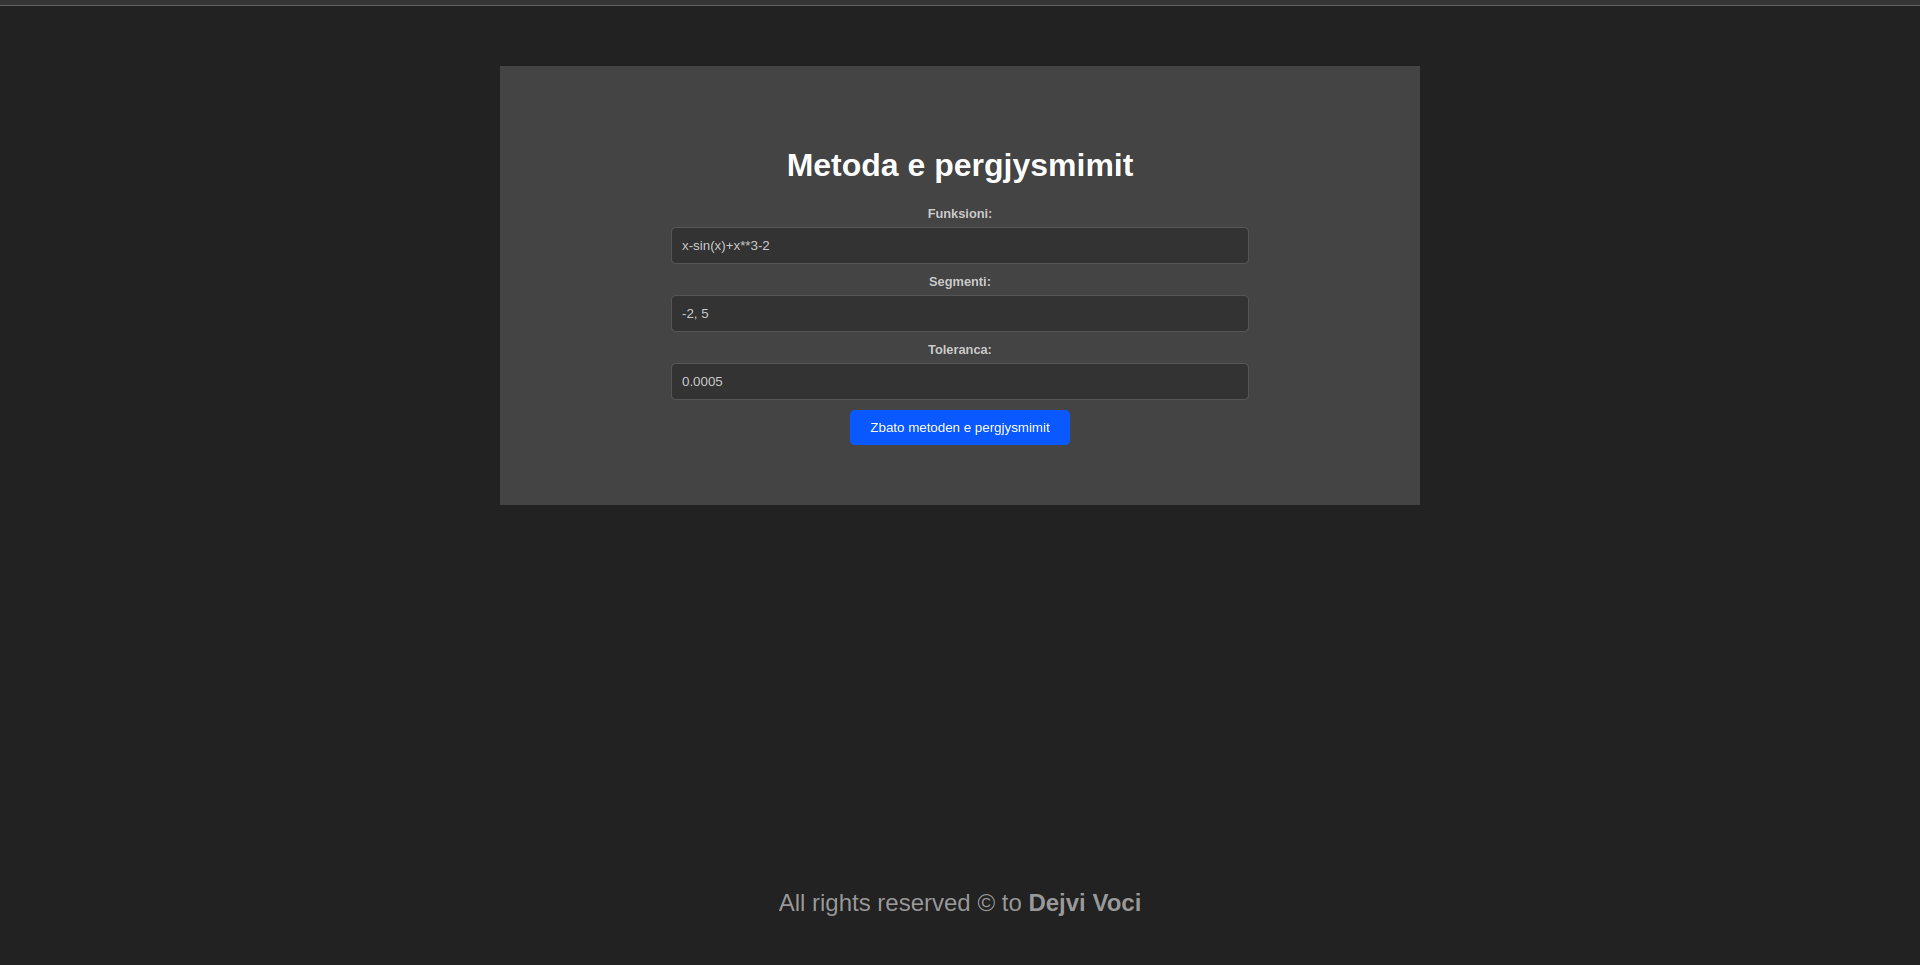 Metoda e pergjysmimit
Funksioni:
x-sin(x)+x**3-2
Segmenti:
-2, 5
Toleranca:
0.0005
Zbato metoden e pergjysmimit
All rights reserved © to Dejvi Voci